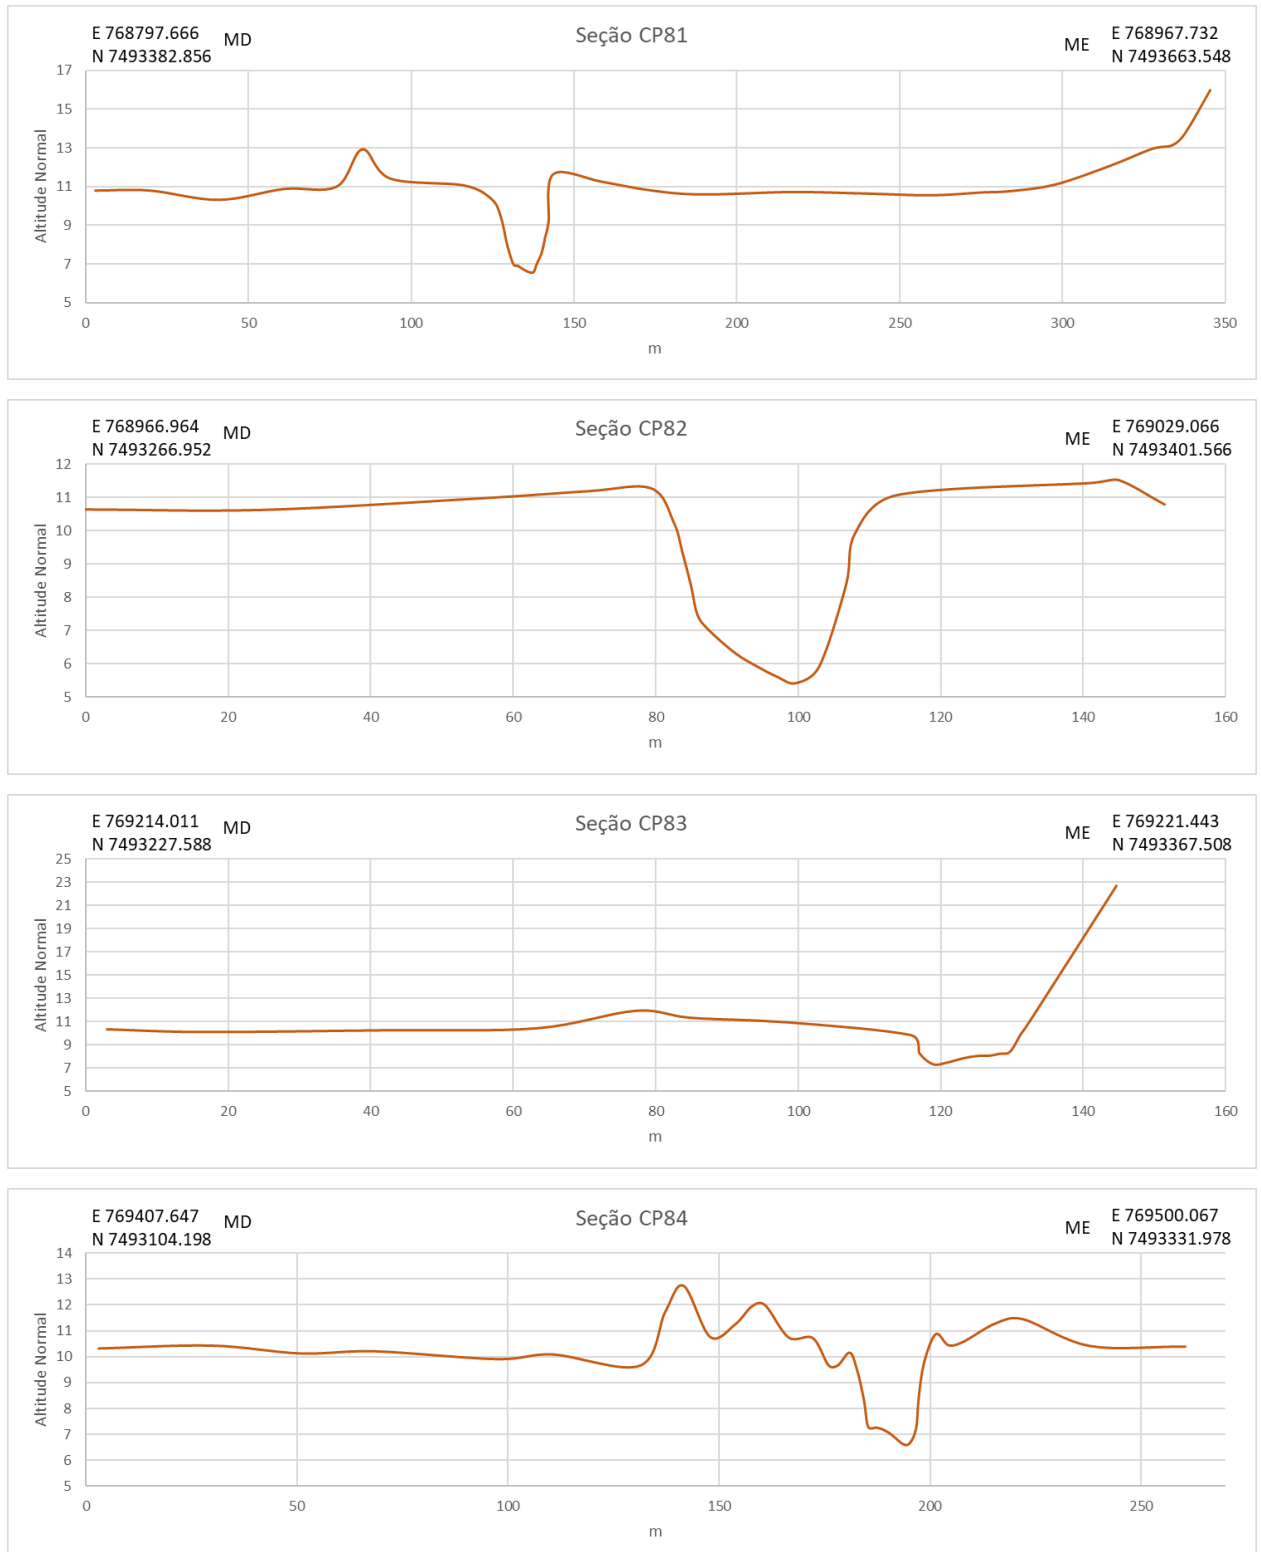 E 768797.666
N 7493382.856
MD
Seção CP81
ME
E 768967.732
N 7493663.548
17
15
13
11
9
7
5
Altitude Normal
0 50 100 150 200 250 300 350
m
E 768966.964
N 7493266.952
MD
Seção CP82
ME
E 769029.066
N 7493401.566
12
11
10
9
8
7
6
5
Altitude Normal
0 20 40 60 80 100 120 140 160
m
E 769214.011
N 7493227.588
MD
Seção CP83
ME
E 769221.443
N 7493367.508
25
23
21
19
17
15
13
11
9
7
5
Altitude Normal
0 20 40 60 80 100 120 140 160
m
E 769407.647
N 7493104.198
MD
Seção CP84
ME
E 769500.067
N 7493331.978
14
13
12
11
10
9
8
7
6
5
Altitude Normal
0 50 100 150 200 250
m